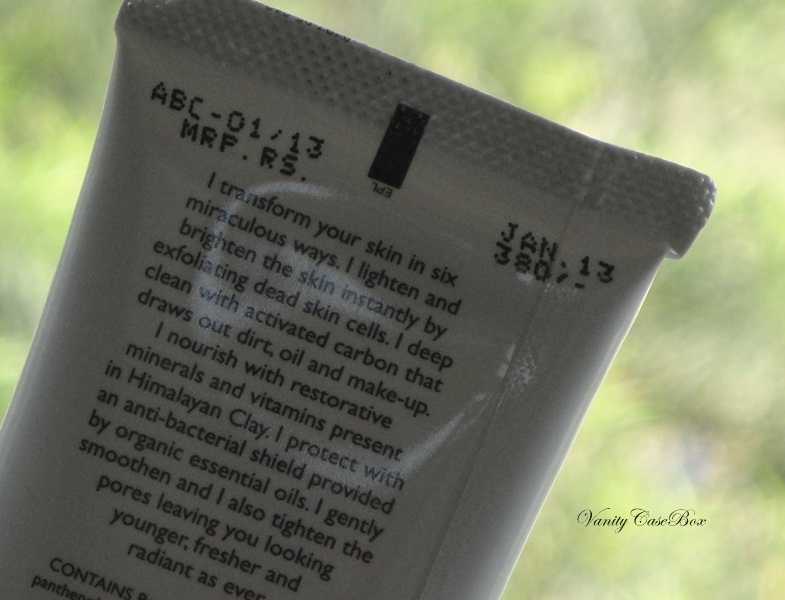 ABC-01/13
MRP.RS.
EPL
JAN.13
380/-
I transform your skin in six
miraculous ways. I lighten and
brighten the skin instantly by
exfoliating dead skin cells. I deep
clean with activated carbon that
draws out dirt, oil and make-up.
I nourish with restorative
minerals and vitamins present
in Himalayan Clay. I protect with
an anti-bacterial shield provided
by organic essential oils. I gently
smoothen and I also tighten the
pores leaving you looking
younger, fresher and
radiant as ever
CONTAINS
Vanity CaseBox